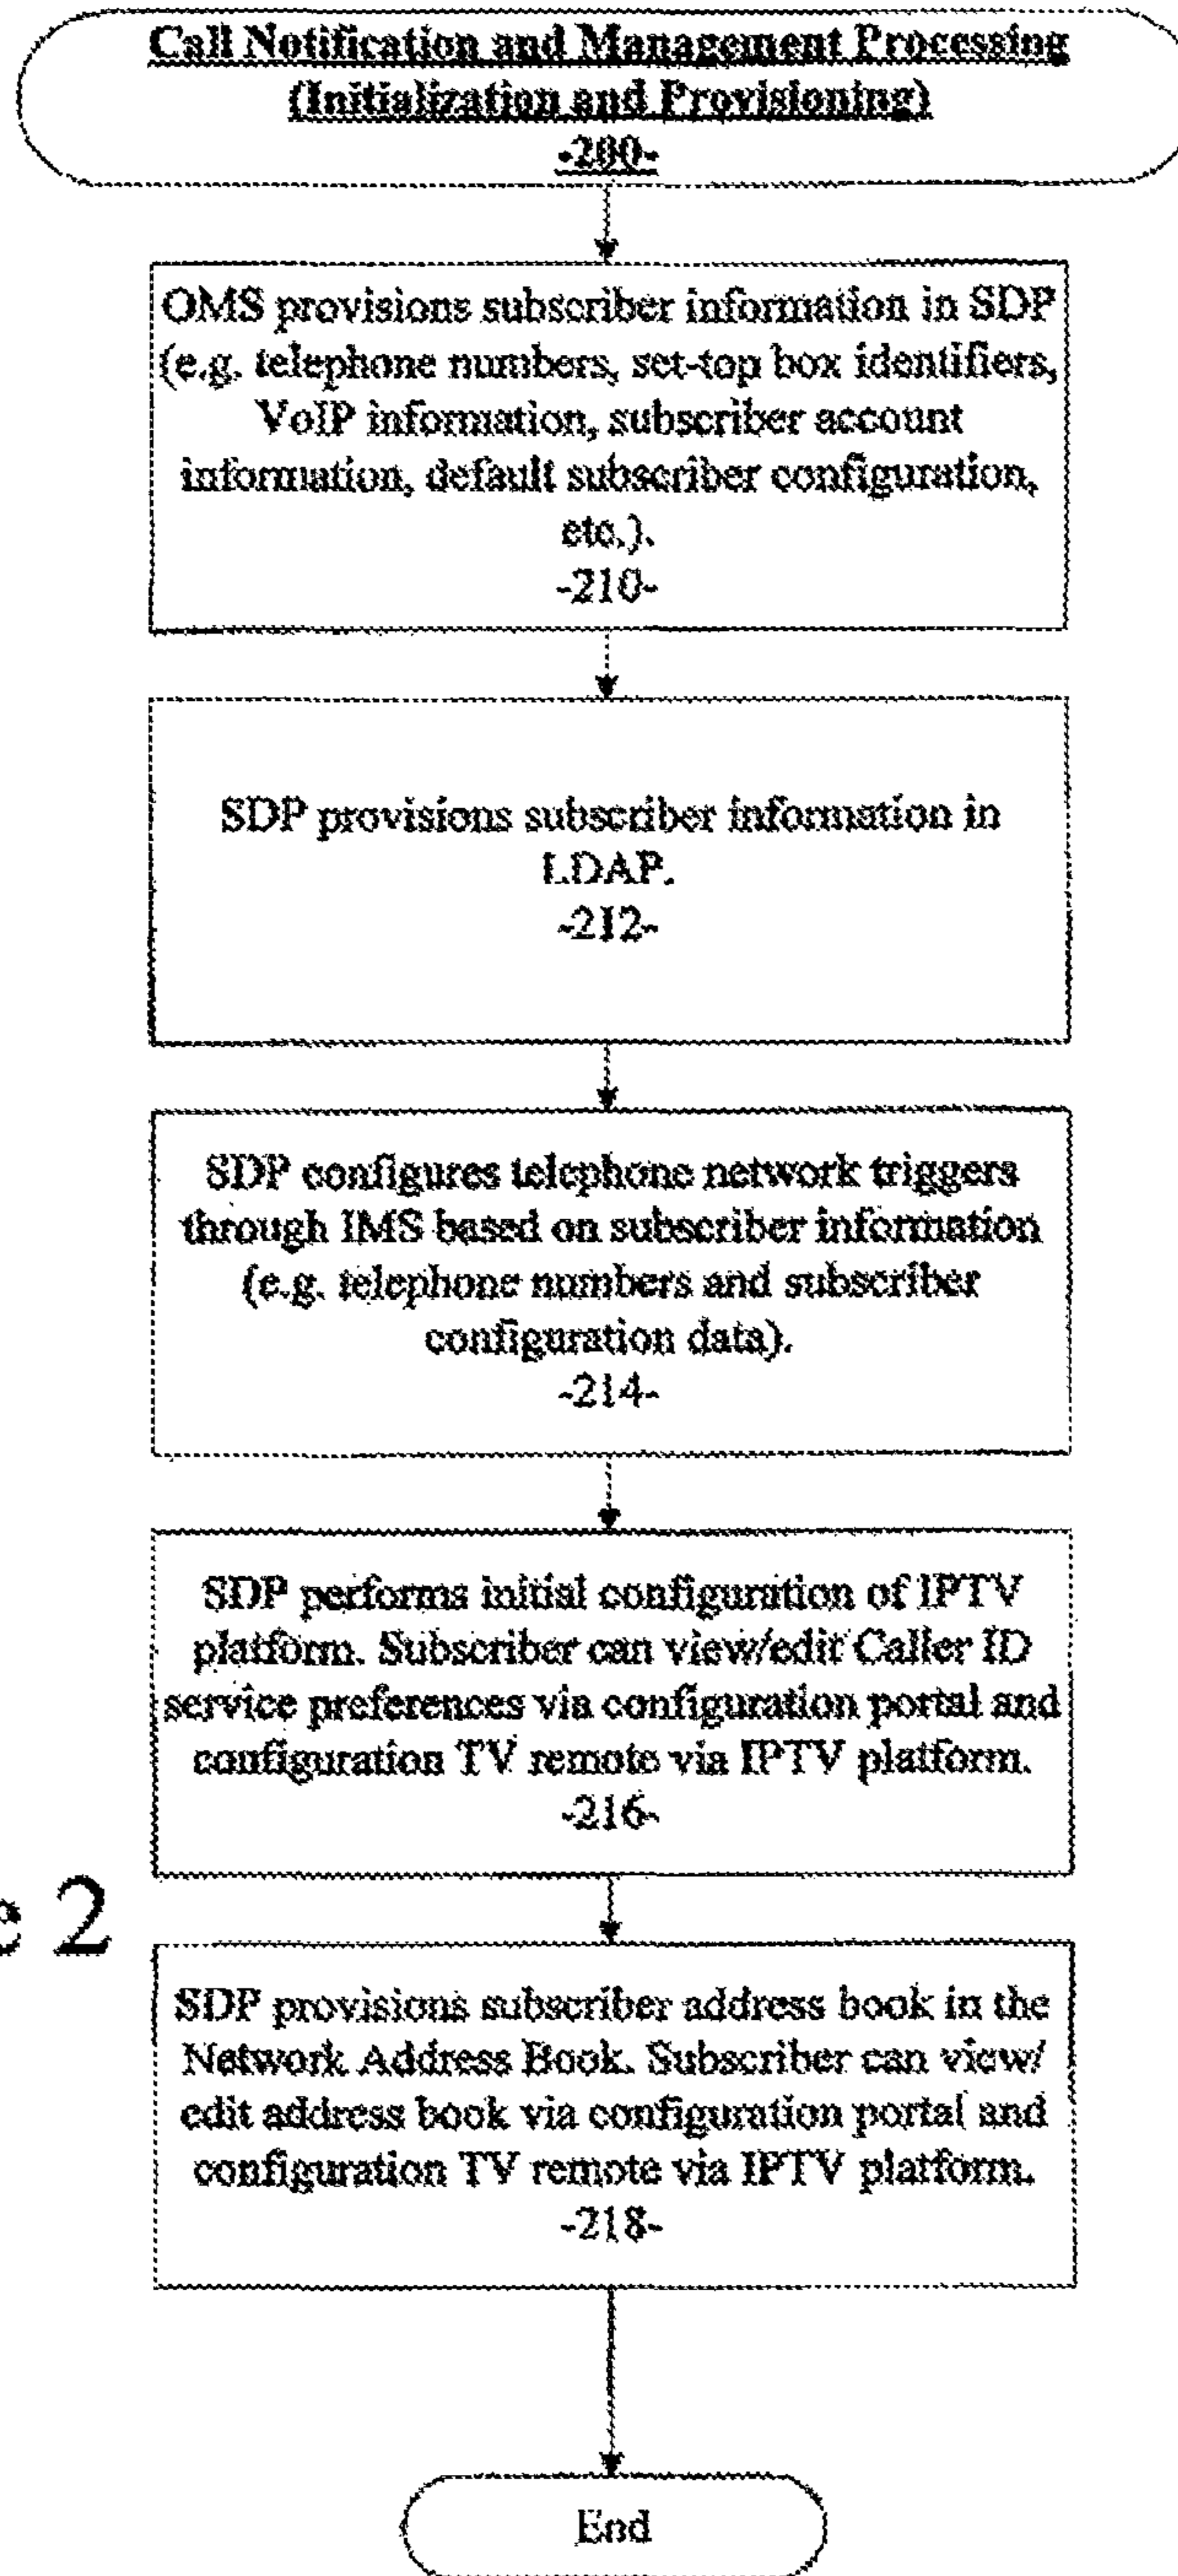 Call Notification and Management Processing
(Initialization and Provisioning)
-200-
OMS provisions subscriber information in SDP
(e.g. telephone numbers, set-top box identifiers,
VoIP information, subscriber account
information, default subscriber configuration,
etc.).
-210-
SDP provisions subscriber information in
LDAP.
-212-
SDP configures telephone network triggers
through IMS based on subscriber information
(e.g. telephone numbers and subscriber
configuration data).
-214-
SDP performs initial configuration of IPTV
platform. Subscriber can view/edit Caller ID
service preferences via configuration portal and
configuration TV remote via IPTV platform.
-216-
e 2
SDP provisions subscriber address book in the
Network Address Book. Subscriber can view/
edit address book via configuration portal and
configuration TV remote via IPTV platform.
-218-
End